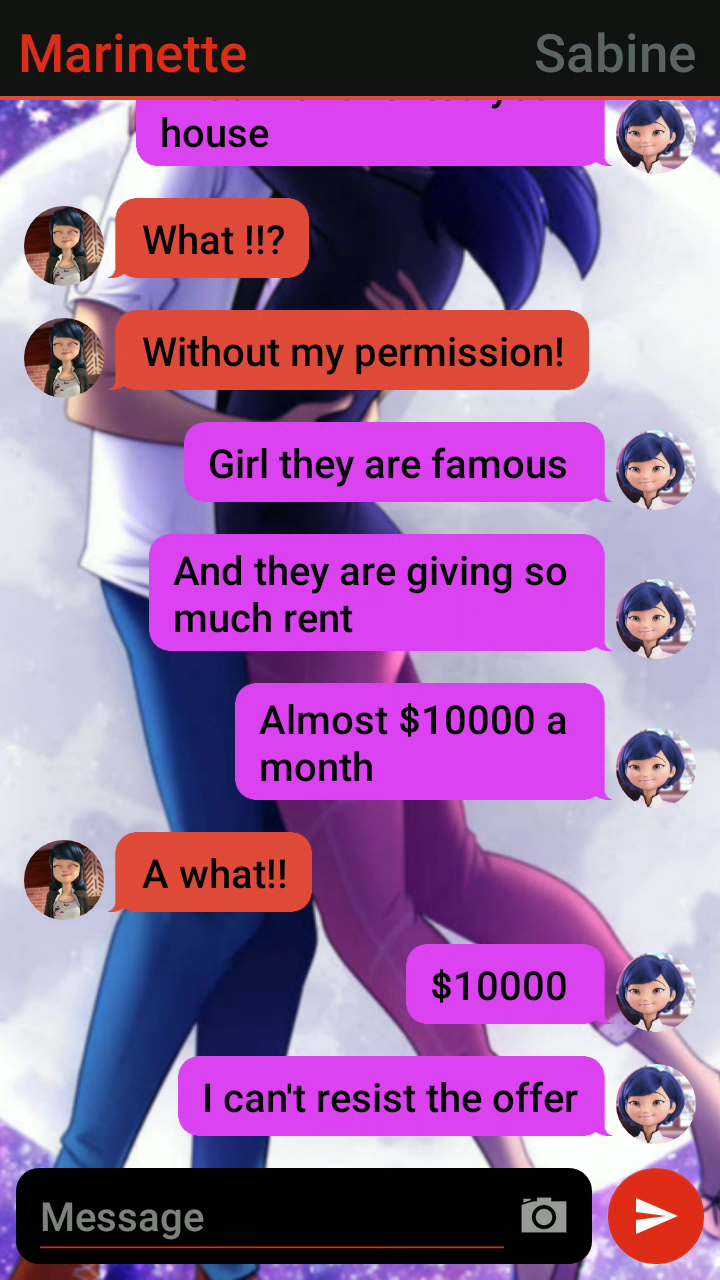 Marinette
Sabine
house
What !!?
Without my permission!
Girl they are famous
And they are giving so
much rent
Almost $10000 a
month
A what!!
$10000
I can't resist the offer
Message